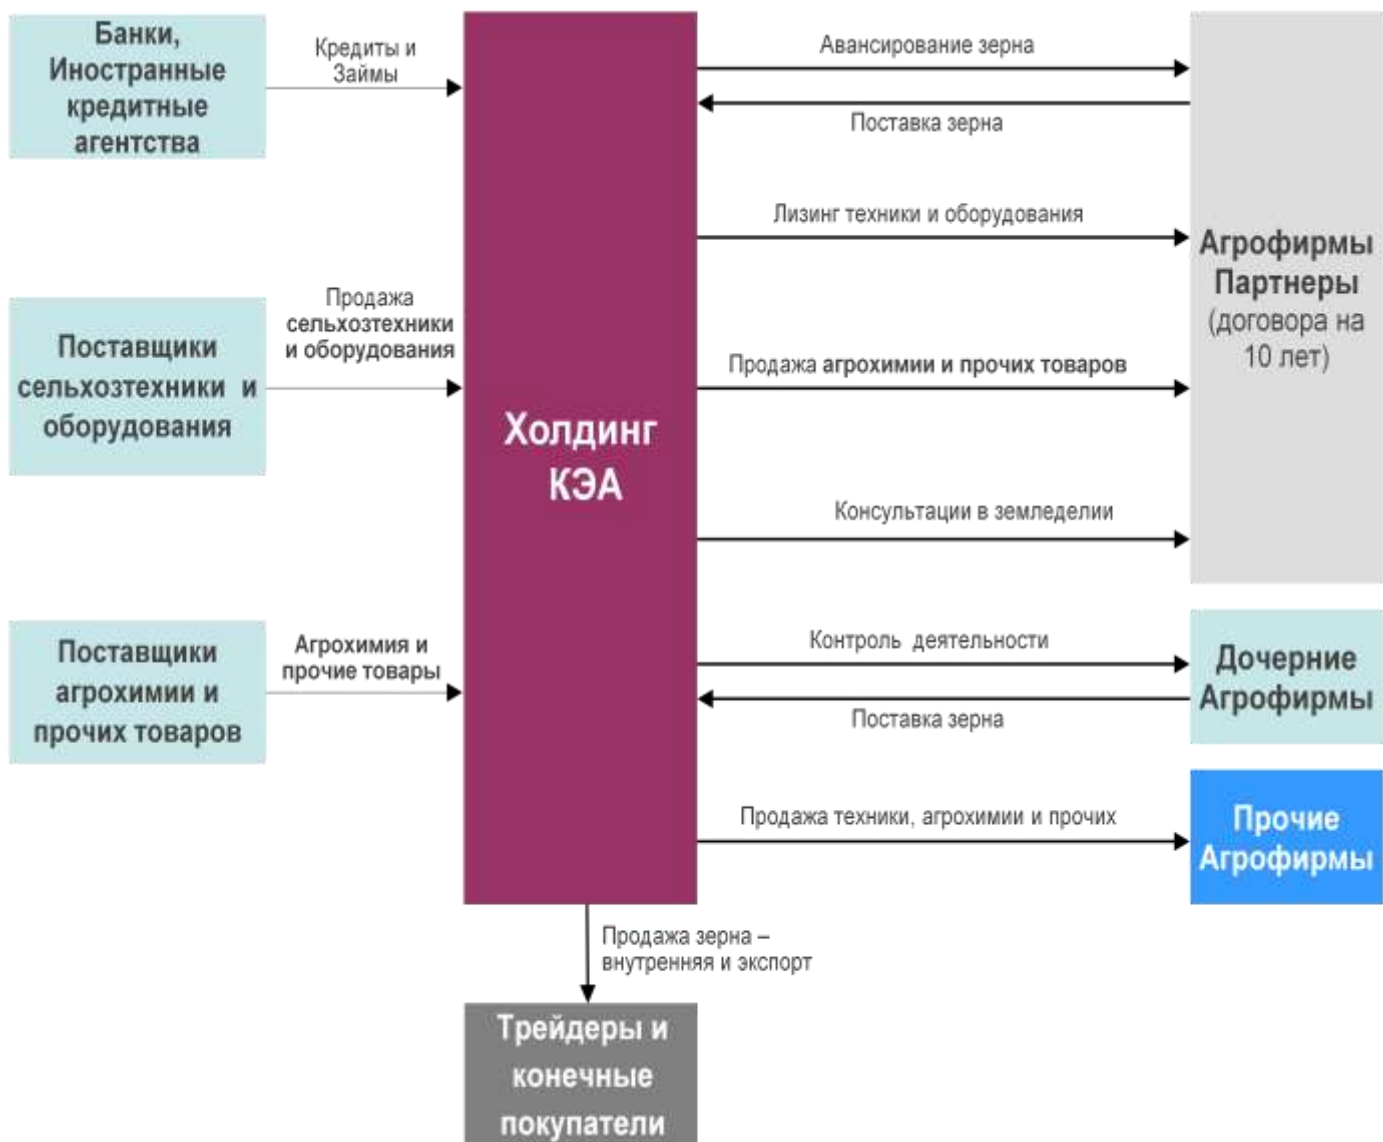 Банки,
Иностранные
кредитные
агентства
Кредиты и
Займы
Поставщики
сельхозтехники и
оборудования
Продажа
сельхозтехники
и оборудования
Поставщики
агрохимии и
прочих товаров
Агрохимия и
прочие товары
Холдинг
КЭА
Авансирование зерна
Поставка зерна
Лизинг техники и оборудования
Продажа агрохимии и прочих товаров
Консультации в земледелии
Агрофирмы
Партнеры
(договора на
10 лет)
Контроль деятельности
Поставка зерна
Дочерние
Агрофирмы
Продажа техники, агрохимии и прочих
Прочие
Агрофирмы
Продажа зерна –
внутренняя и экспорт
Трейдеры и
конечные
покупатели